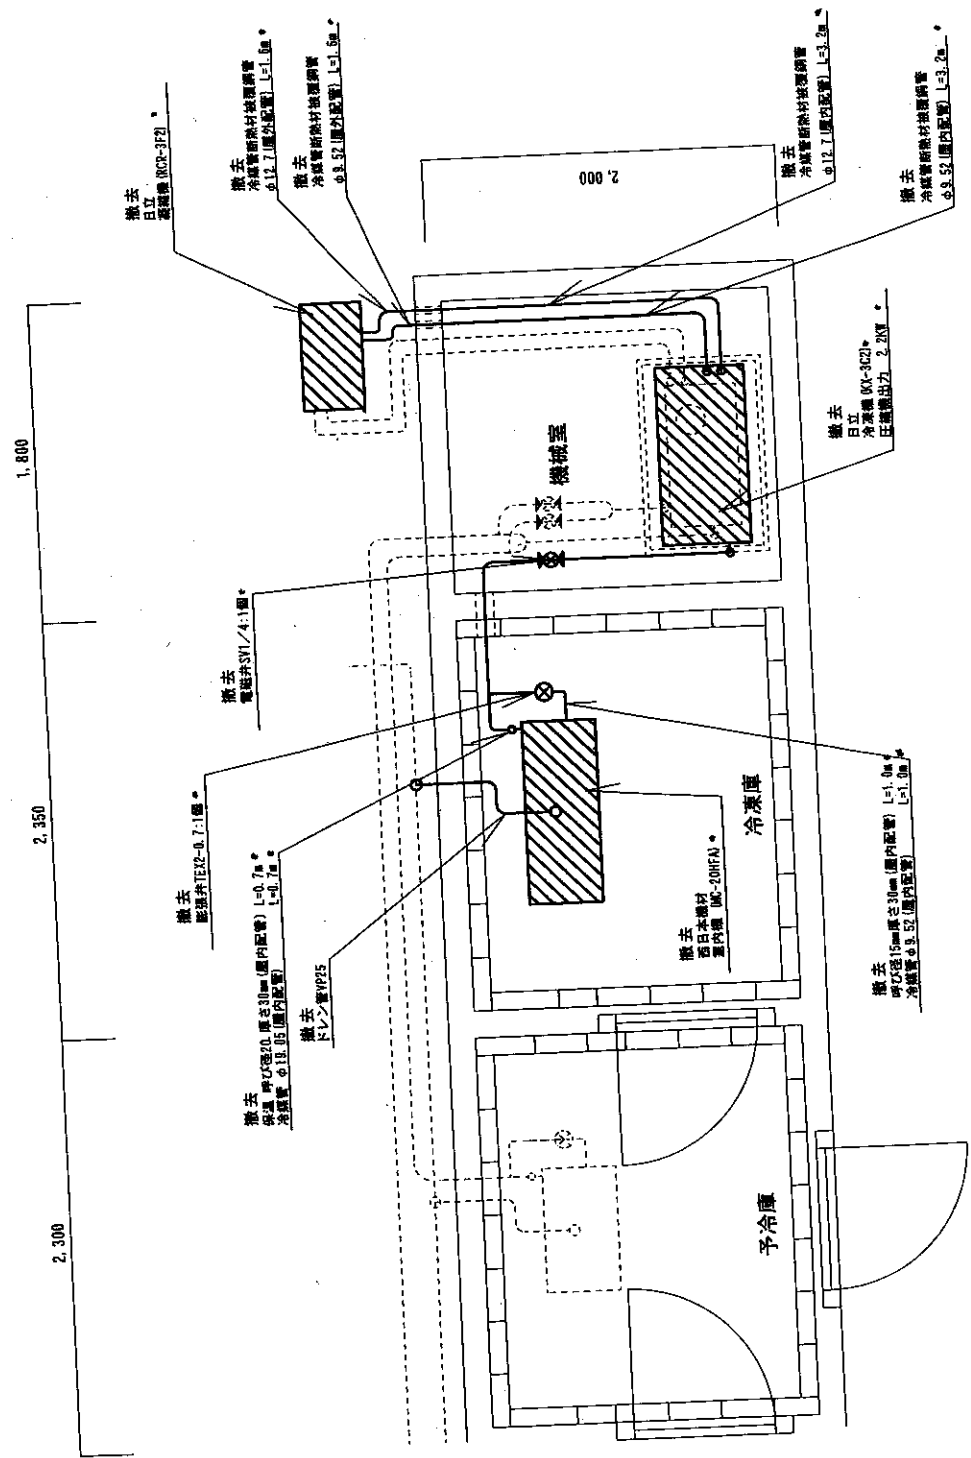 撤去
日立
凝縮機 (RCR-3F2) *
撤去
冷媒管断熱材被覆銅管
φ12.7 (屋外配管) L=1.6m *
撤去
冷媒管断熱材被覆銅管
φ9.52 (屋外配管) L=1.6m *
撤去
冷媒管断熱材被覆銅管
φ12.7 (屋内配管) L=3.2m *
撤去
冷媒管断熱材被覆銅管
φ9.52 (屋内配管) L=3.2m *
2,000
1,800
2,350
2,300
撤去
日立
冷凍機 (KX-3C2) *
圧縮機出力 2.2KW *
機械室
撤去
電磁弁SV1/4:1個 *
撤去
膨張弁TEX2-0.7:1個 *
撤去
保温 呼び径20 厚さ30mm (屋内配管) L=0.7m *
冷媒管 φ19.05 (屋内配管) L=0.7m *
撤去
ドレン管VP25
撤去
西日本機材
室内機 (MC-20HFA) *
冷凍庫
撤去
呼び径15mm厚さ30mm (屋内配管) L=1.0m *
冷媒管 φ9.52 (屋内配管) L=1.0m *
予冷庫